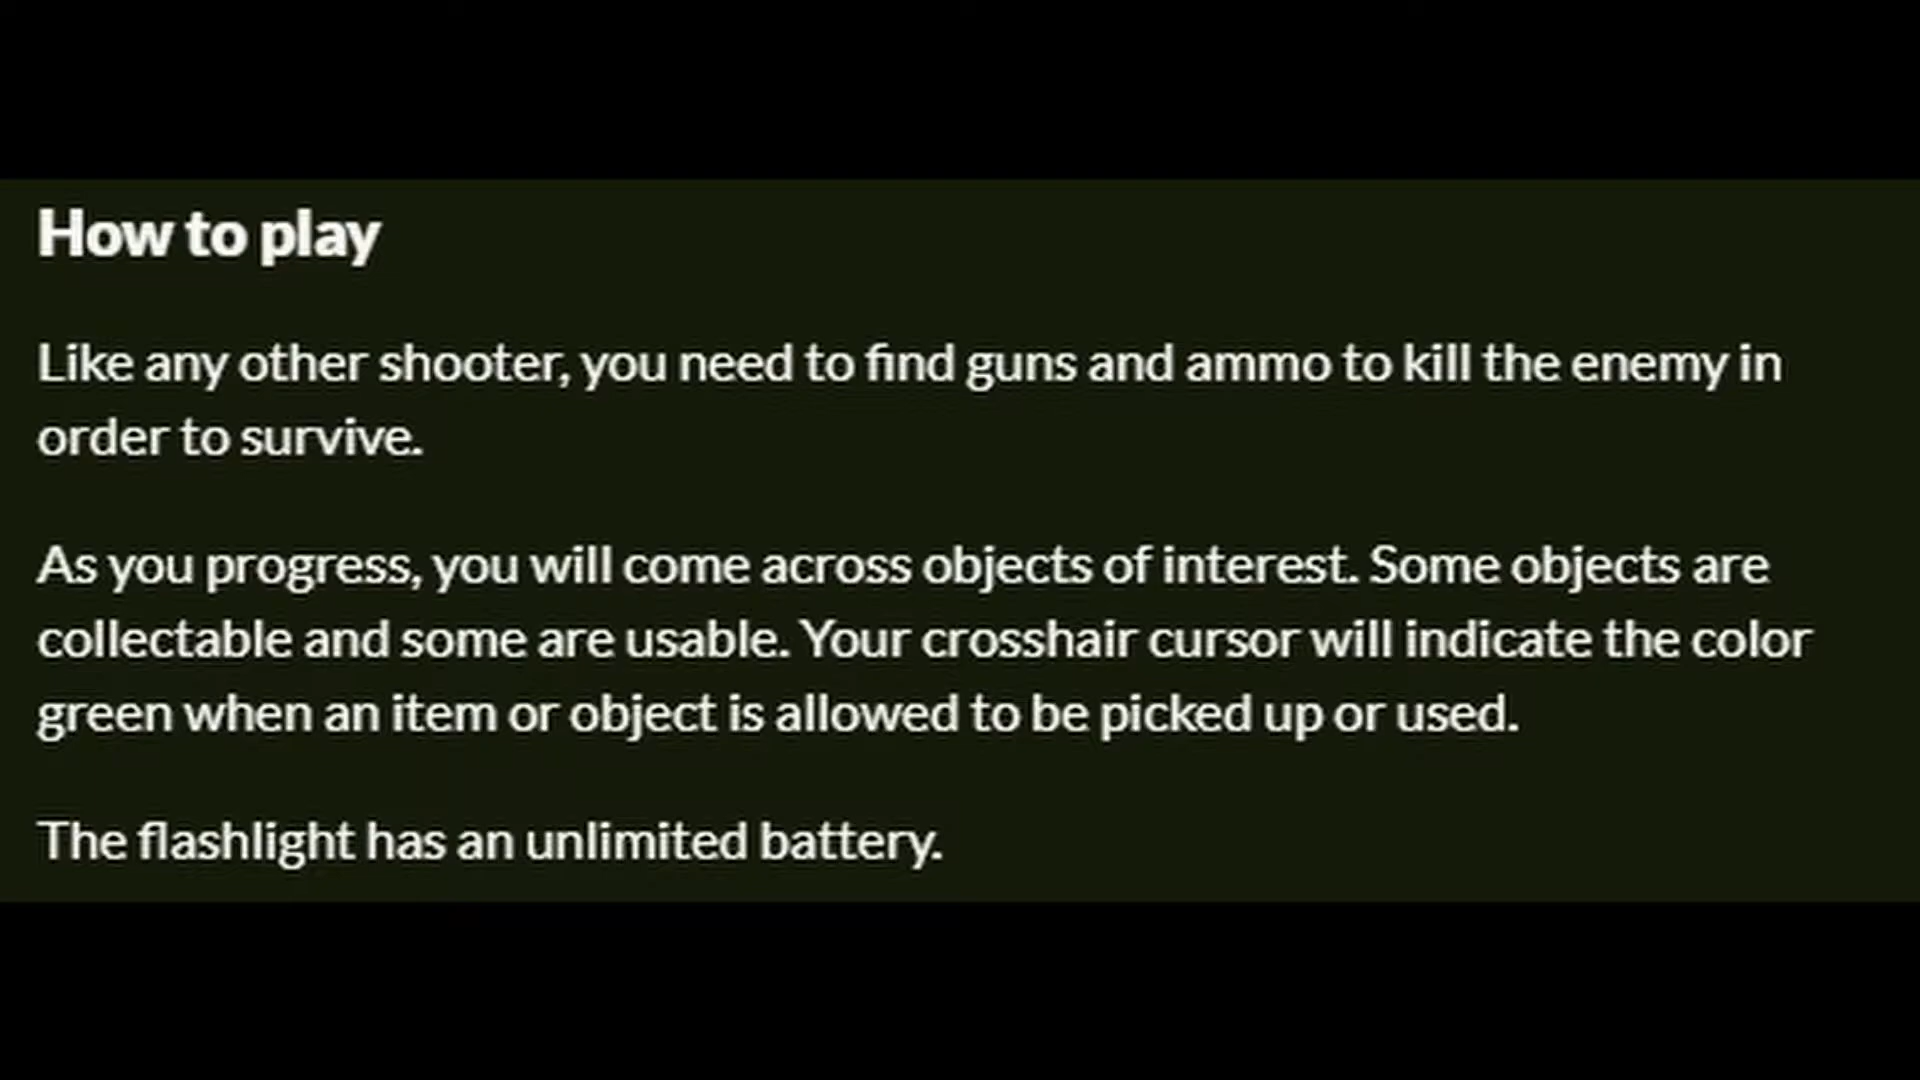 How to play
Like any other shooter, you need to find guns and ammo to kill the enemy in
order to survive.
As you progress, you will come across objects of interest. Some objects are
collectable and some are usable. Your crosshair cursor will indicate the color
green when an item or object is allowed to be picked up or used.
The flashlight has an unlimited battery.